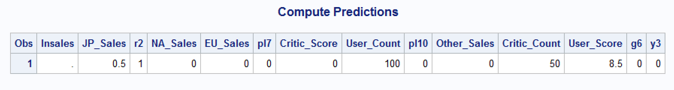 Compute Predictions
Obs lnsales JP_Sales r2 NA_Sales EU_Sales pl7 Critic_Score User_Count pl10 Other_Sales Critic_Count User_Score g6 y3
1 . 0.5 1 0 0 0 0 100 0 0 50 8.5 0 0